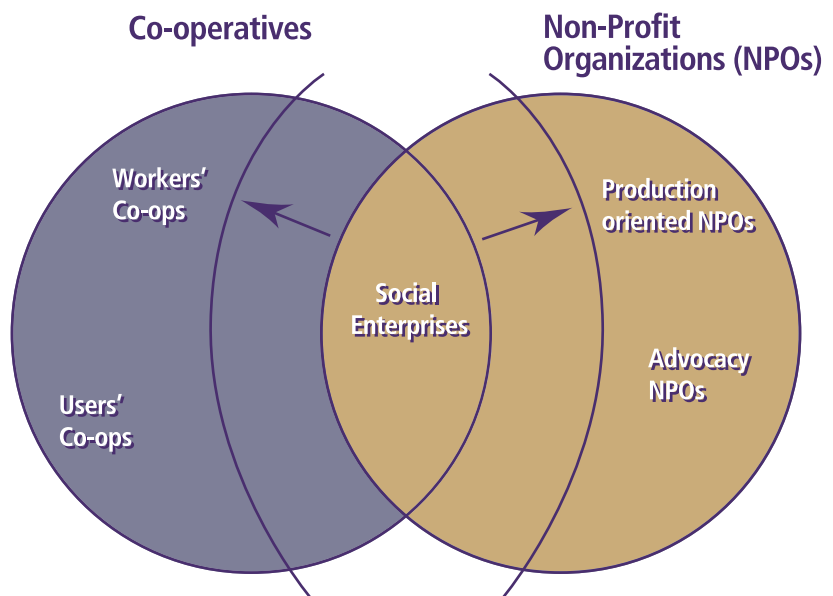 Co-operatives
Non-Profit
Organizations (NPOs)
Workers'
Co-ops
Production
oriented NPOs
Social
Enterprises
Advocacy
NPOs
Users'
Co-ops